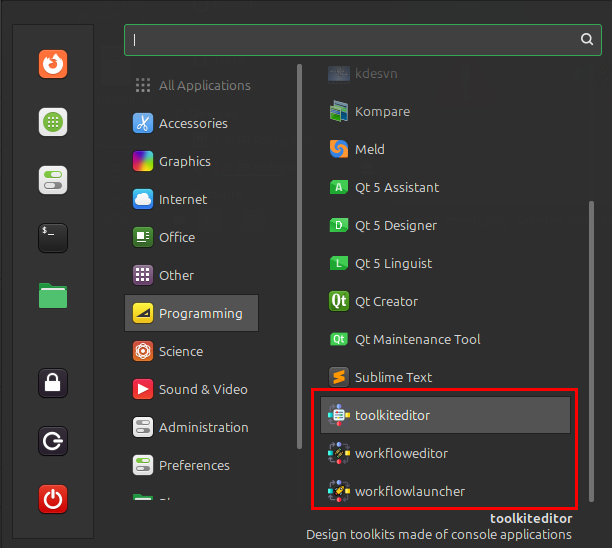 All Applications
Accessories
Graphics
Internet
Office
Other
Programming
Science
Sound & Video
Administration
Preferences
kdesvn
Kompare
Meld
Qt 5 Assistant
Qt 5 Designer
Qt 5 Linguist
Qt Creator
Qt Maintenance Tool
Sublime Text
toolkiteditor
workfloweditor
workflowlauncher
toolkiteditor
Design toolkits made of console applications